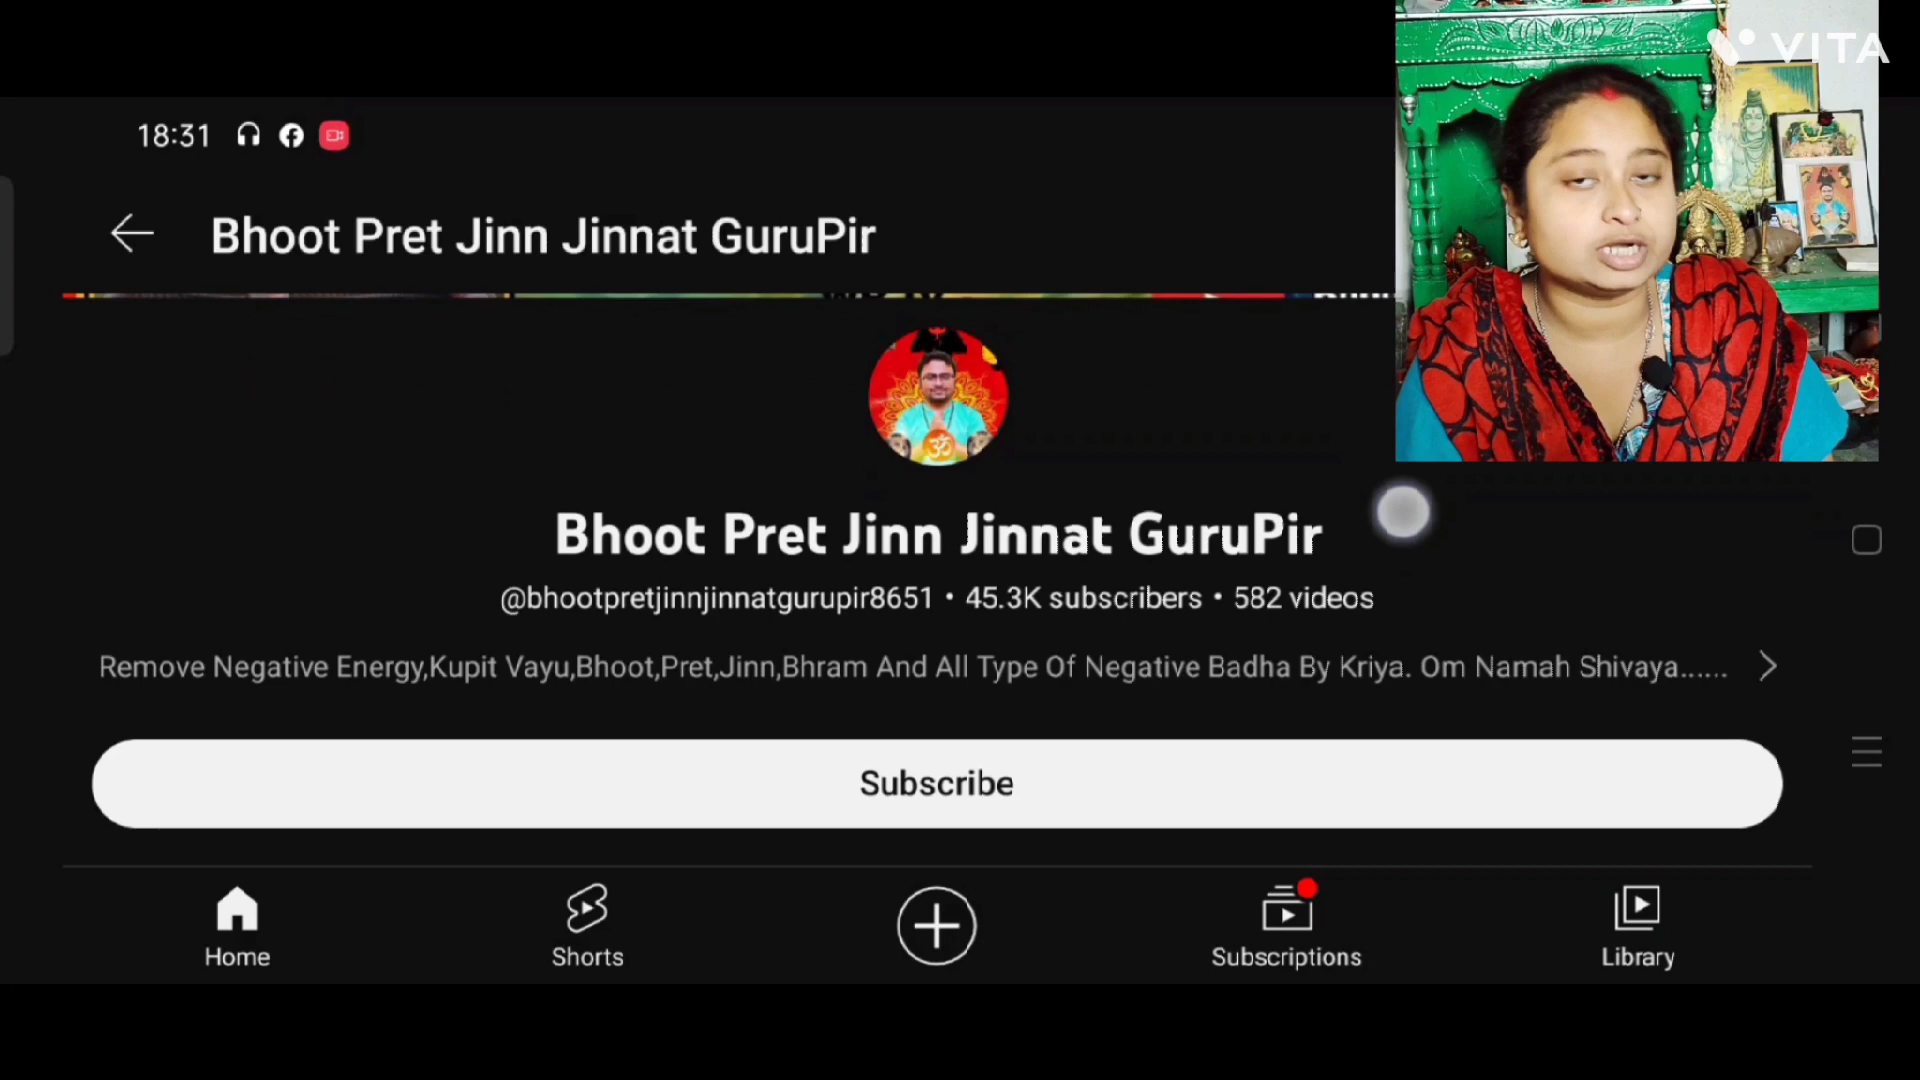 VITA
18:31
Bhoot Pret Jinn Jinnat GuruPir
ॐ
Bhoot Pret Jinn Jinnat GuruPir
@bhootpretjinnjinnatgurupir8651 • 45.3K subscribers • 582 videos
Remove Negative Energy,Kupit Vayu,Bhoot,Pret,Jinn,Bhram And All Type Of Negative Badha By Kriya. Om Namah Shivaya......
Subscribe
Home
Shorts
Subscriptions
Library